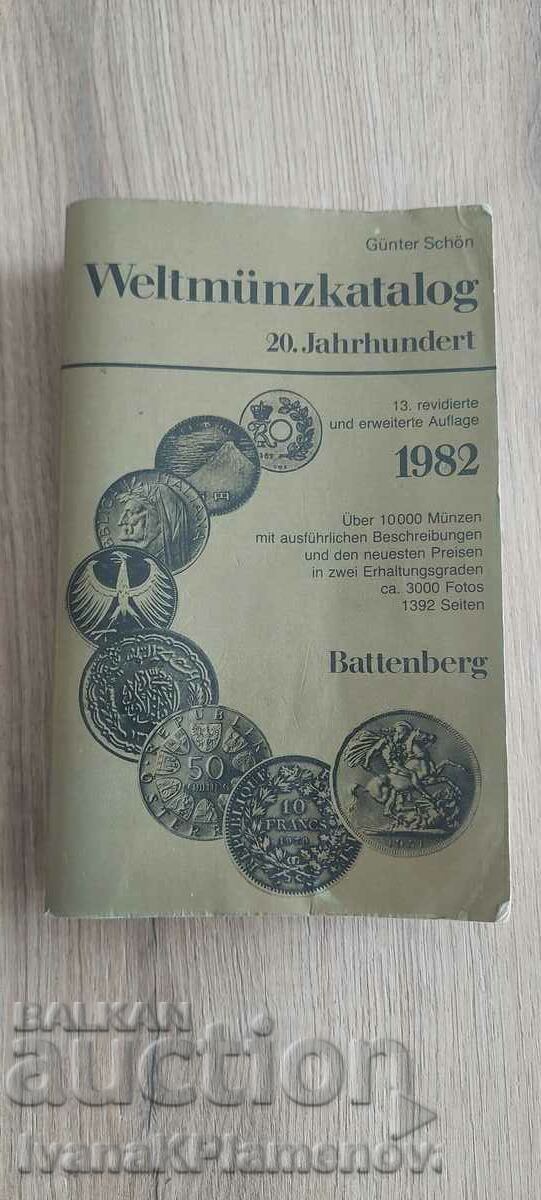 Günter Schön
Weltmünzkatalog
20. Jahrhundert
13. revidierte
und erweiterte Auflage
1982
Über 10000 Münzen
mit ausführlichen Beschreibungen
und den neuesten Preisen
in zwei Erhaltungsgraden
ca. 3000 Fotos
1392 Seiten
Battenberg
REPUBLIK
50
10
FRANCS
BALKAN
auction
IvanaKPlamenov.